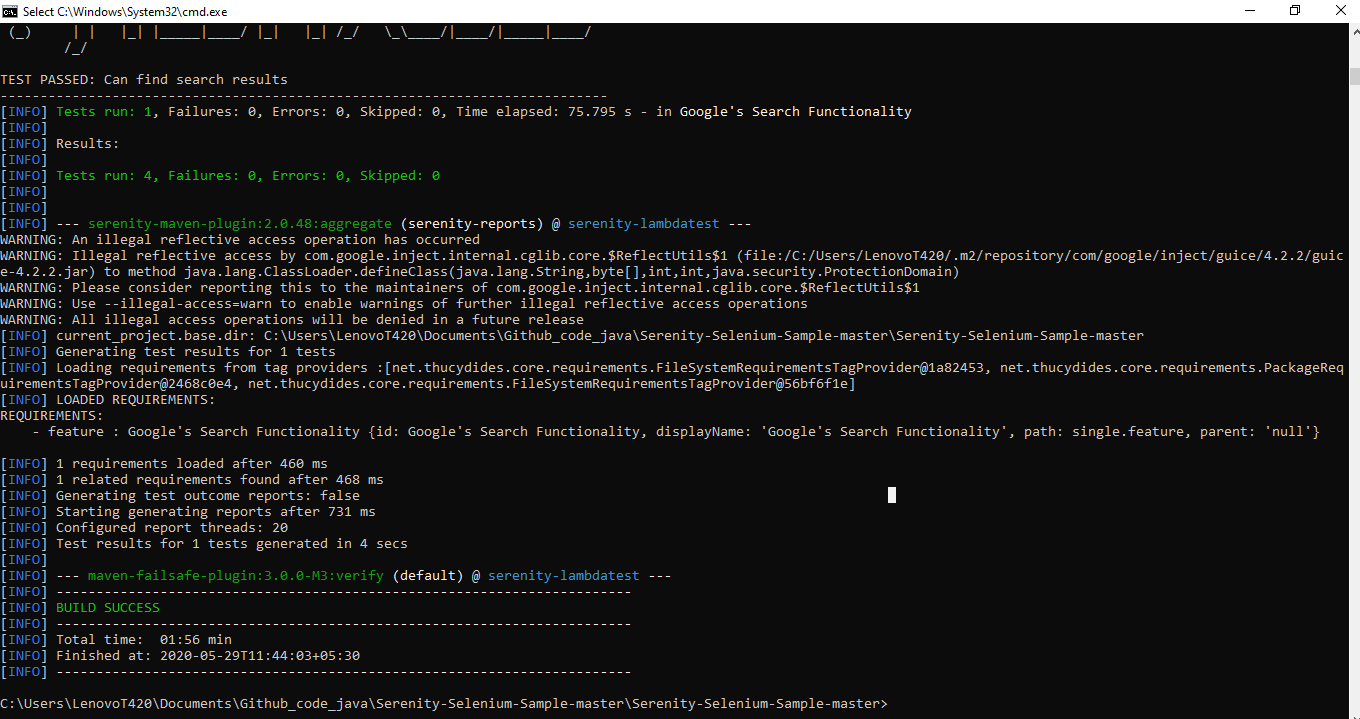 Select C:\Windows\System32\cmd.exe
(_)     | |   |_| |_____|____/ |_|   |_| /_/   \_\____/|____/|_____|____/
       /_/
TEST PASSED: Can find search results
----------------------------------------------------------------------------
[INFO] Tests run: 1, Failures: 0, Errors: 0, Skipped: 0, Time elapsed: 75.795 s - in Google's Search Functionality
[INFO]
[INFO] Results:
[INFO]
[INFO] Tests run: 4, Failures: 0, Errors: 0, Skipped: 0
[INFO]
[INFO]
[INFO] --- serenity-maven-plugin:2.0.48:aggregate (serenity-reports) @ serenity-lambdatest ---
WARNING: An illegal reflective access operation has occurred
WARNING: Illegal reflective access by com.google.inject.internal.cglib.core.$ReflectUtils$1 (file:/C:/Users/LenovoT420/.m2/repository/com/google/inject/guice/4.2.2/guic
e-4.2.2.jar) to method java.lang.ClassLoader.defineClass(java.lang.String,byte[],int,int,java.security.ProtectionDomain)
WARNING: Please consider reporting this to the maintainers of com.google.inject.internal.cglib.core.$ReflectUtils$1
WARNING: Use --illegal-access=warn to enable warnings of further illegal reflective access operations
WARNING: All illegal access operations will be denied in a future release
[INFO] current_project.base.dir: C:\Users\LenovoT420\Documents\Github_code_java\Serenity-Selenium-Sample-master\Serenity-Selenium-Sample-master
[INFO] Generating test results for 1 tests
[INFO] Loading requirements from tag providers :[net.thucydides.core.requirements.FileSystemRequirementsTagProvider@1a82453, net.thucydides.core.requirements.PackageReq
uirementsTagProvider@2468c0e4, net.thucydides.core.requirements.FileSystemRequirementsTagProvider@56bf6f1e]
[INFO] LOADED REQUIREMENTS:
REQUIREMENTS:
    - feature : Google's Search Functionality {id: Google's Search Functionality, displayName: 'Google's Search Functionality', path: single.feature, parent: 'null'}
[INFO] 1 requirements loaded after 460 ms
[INFO] 1 related requirements found after 468 ms
[INFO] Generating test outcome reports: false
[INFO] Starting generating reports after 731 ms
[INFO] Configured report threads: 20
[INFO] Test results for 1 tests generated in 4 secs
[INFO]
[INFO] --- maven-failsafe-plugin:3.0.0-M3:verify (default) @ serenity-lambdatest ---
[INFO] ------------------------------------------------------------------------
[INFO] BUILD SUCCESS
[INFO] ------------------------------------------------------------------------
[INFO] Total time:  01:56 min
[INFO] Finished at: 2020-05-29T11:44:03+05:30
[INFO] ------------------------------------------------------------------------
C:\Users\LenovoT420\Documents\Github_code_java\Serenity-Selenium-Sample-master\Serenity-Selenium-Sample-master>